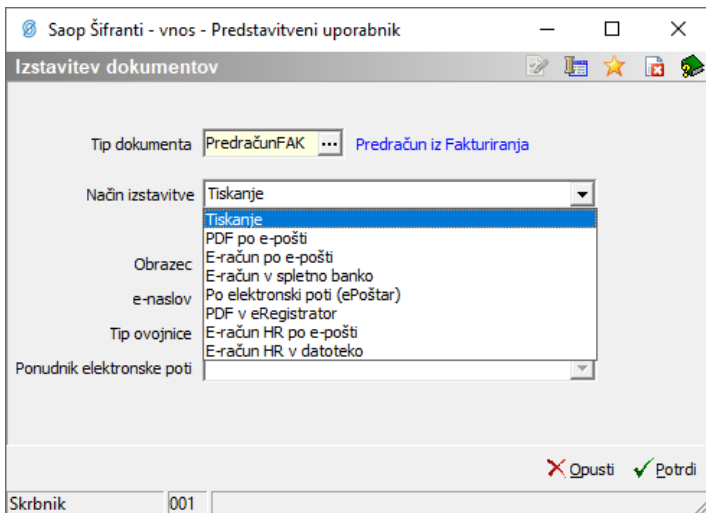 Saop Šifranti - vnos - Predstavitveni uporabnik
Izstavitev dokumentov
Tip dokumenta PredračunFAK ... Predračun iz Fakturiranja
Način izstavitve Tiskanje
Tiskanje
PDF po e-pošti
E-račun po e-pošti
Obrazec
E-račun v spletno banko
e-naslov
Po elektronski poti (ePoštar)
PDF v eRegistrator
Tip ovojnice
E-račun HR po e-pošti
E-račun HR v datoteko
Ponudnik elektronske poti
Opusti Potrdi
Skrbnik 001